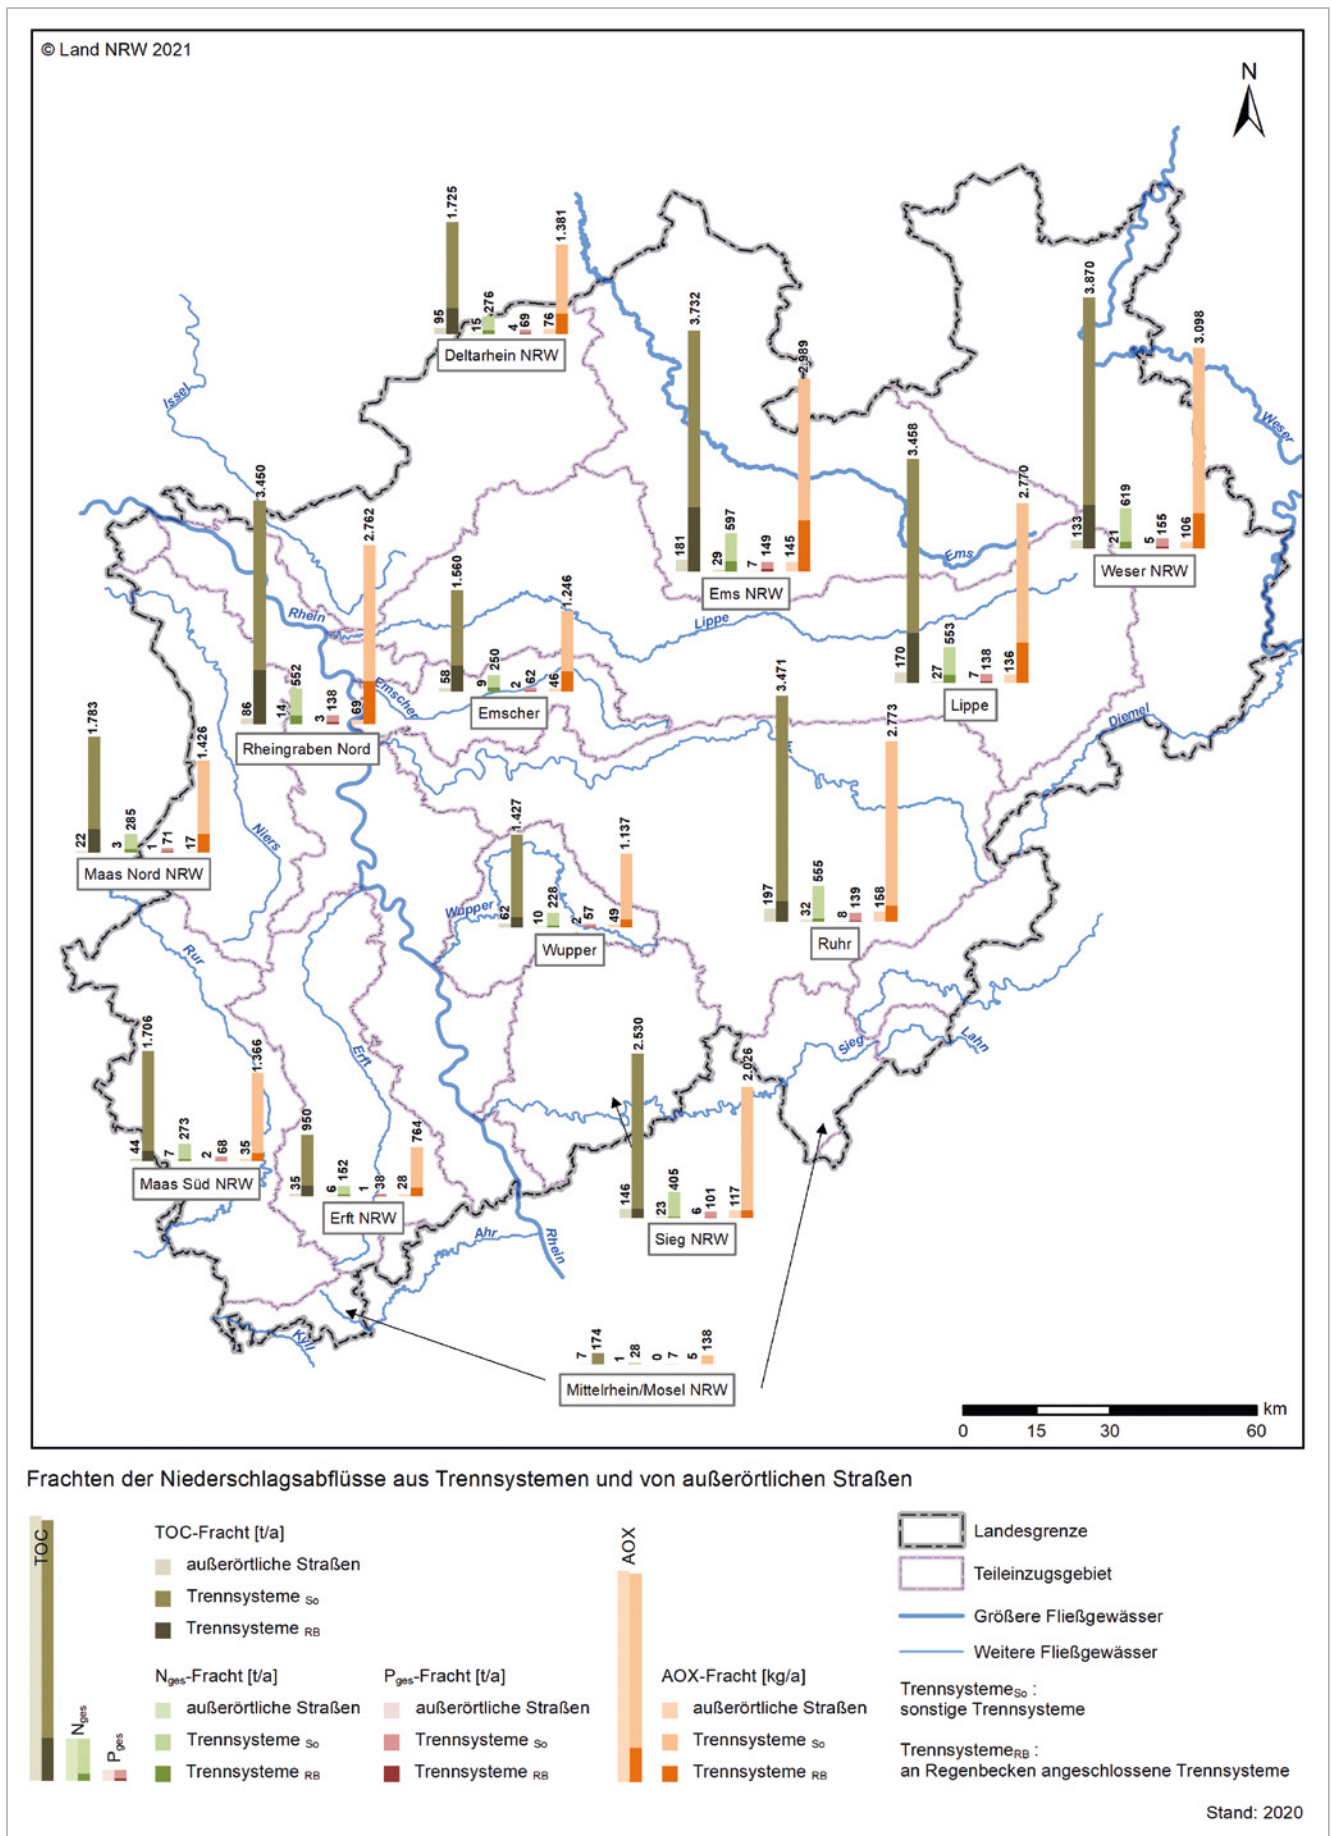 © Land NRW 2021
N
1.725
1.381
95
15
276
4
69
76
Deltarhein NRW
3.732
2.989
181
29
597
7
149
145
Ems NRW
3.870
3.098
133
21
619
5
155
106
Weser NRW
Weser
Issel
3.450
2.762
86
14
552
3
138
69
Rheingraben Nord
Rhein
1.560
1.246
58
9
250
2
62
46
Emscher
Emscher
Lippe
Ems
3.458
2.770
170
27
553
7
138
136
Lippe
Diemel
1.783
1.426
22
3
285
1
71
17
Maas Nord NRW
Niers
1.427
1.137
62
10
228
2
57
49
Wupper
Wupper
3.471
2.773
197
32
555
8
139
158
Ruhr
Rur
1.706
1.366
44
7
273
2
68
35
Maas Süd NRW
Erft
950
764
35
6
152
1
38
28
Erft NRW
2.530
2.026
146
23
405
6
101
117
Sieg NRW
Sieg
Lahn
Ahr
Rhein
Kyll
7
174
1
28
0
7
5
138
Mittelrhein/Mosel NRW
km
0 15 30 60
Frachten der Niederschlagsabflüsse aus Trennsystemen und von außerörtlichen Straßen
TOC
Nges
Pges
TOC-Fracht [t/a]
außerörtliche Straßen
Trennsysteme So
Trennsysteme RB
Nges-Fracht [t/a]
außerörtliche Straßen
Trennsysteme So
Trennsysteme RB
Pges-Fracht [t/a]
außerörtliche Straßen
Trennsysteme So
Trennsysteme RB
AOX
AOX-Fracht [kg/a]
außerörtliche Straßen
Trennsysteme So
Trennsysteme RB
Landesgrenze
Teileinzugsgebiet
Größere Fließgewässer
Weitere Fließgewässer
TrennsystemeSo :
sonstige Trennsysteme
TrennsystemeRB :
an Regenbecken angeschlossene Trennsysteme
Stand: 2020